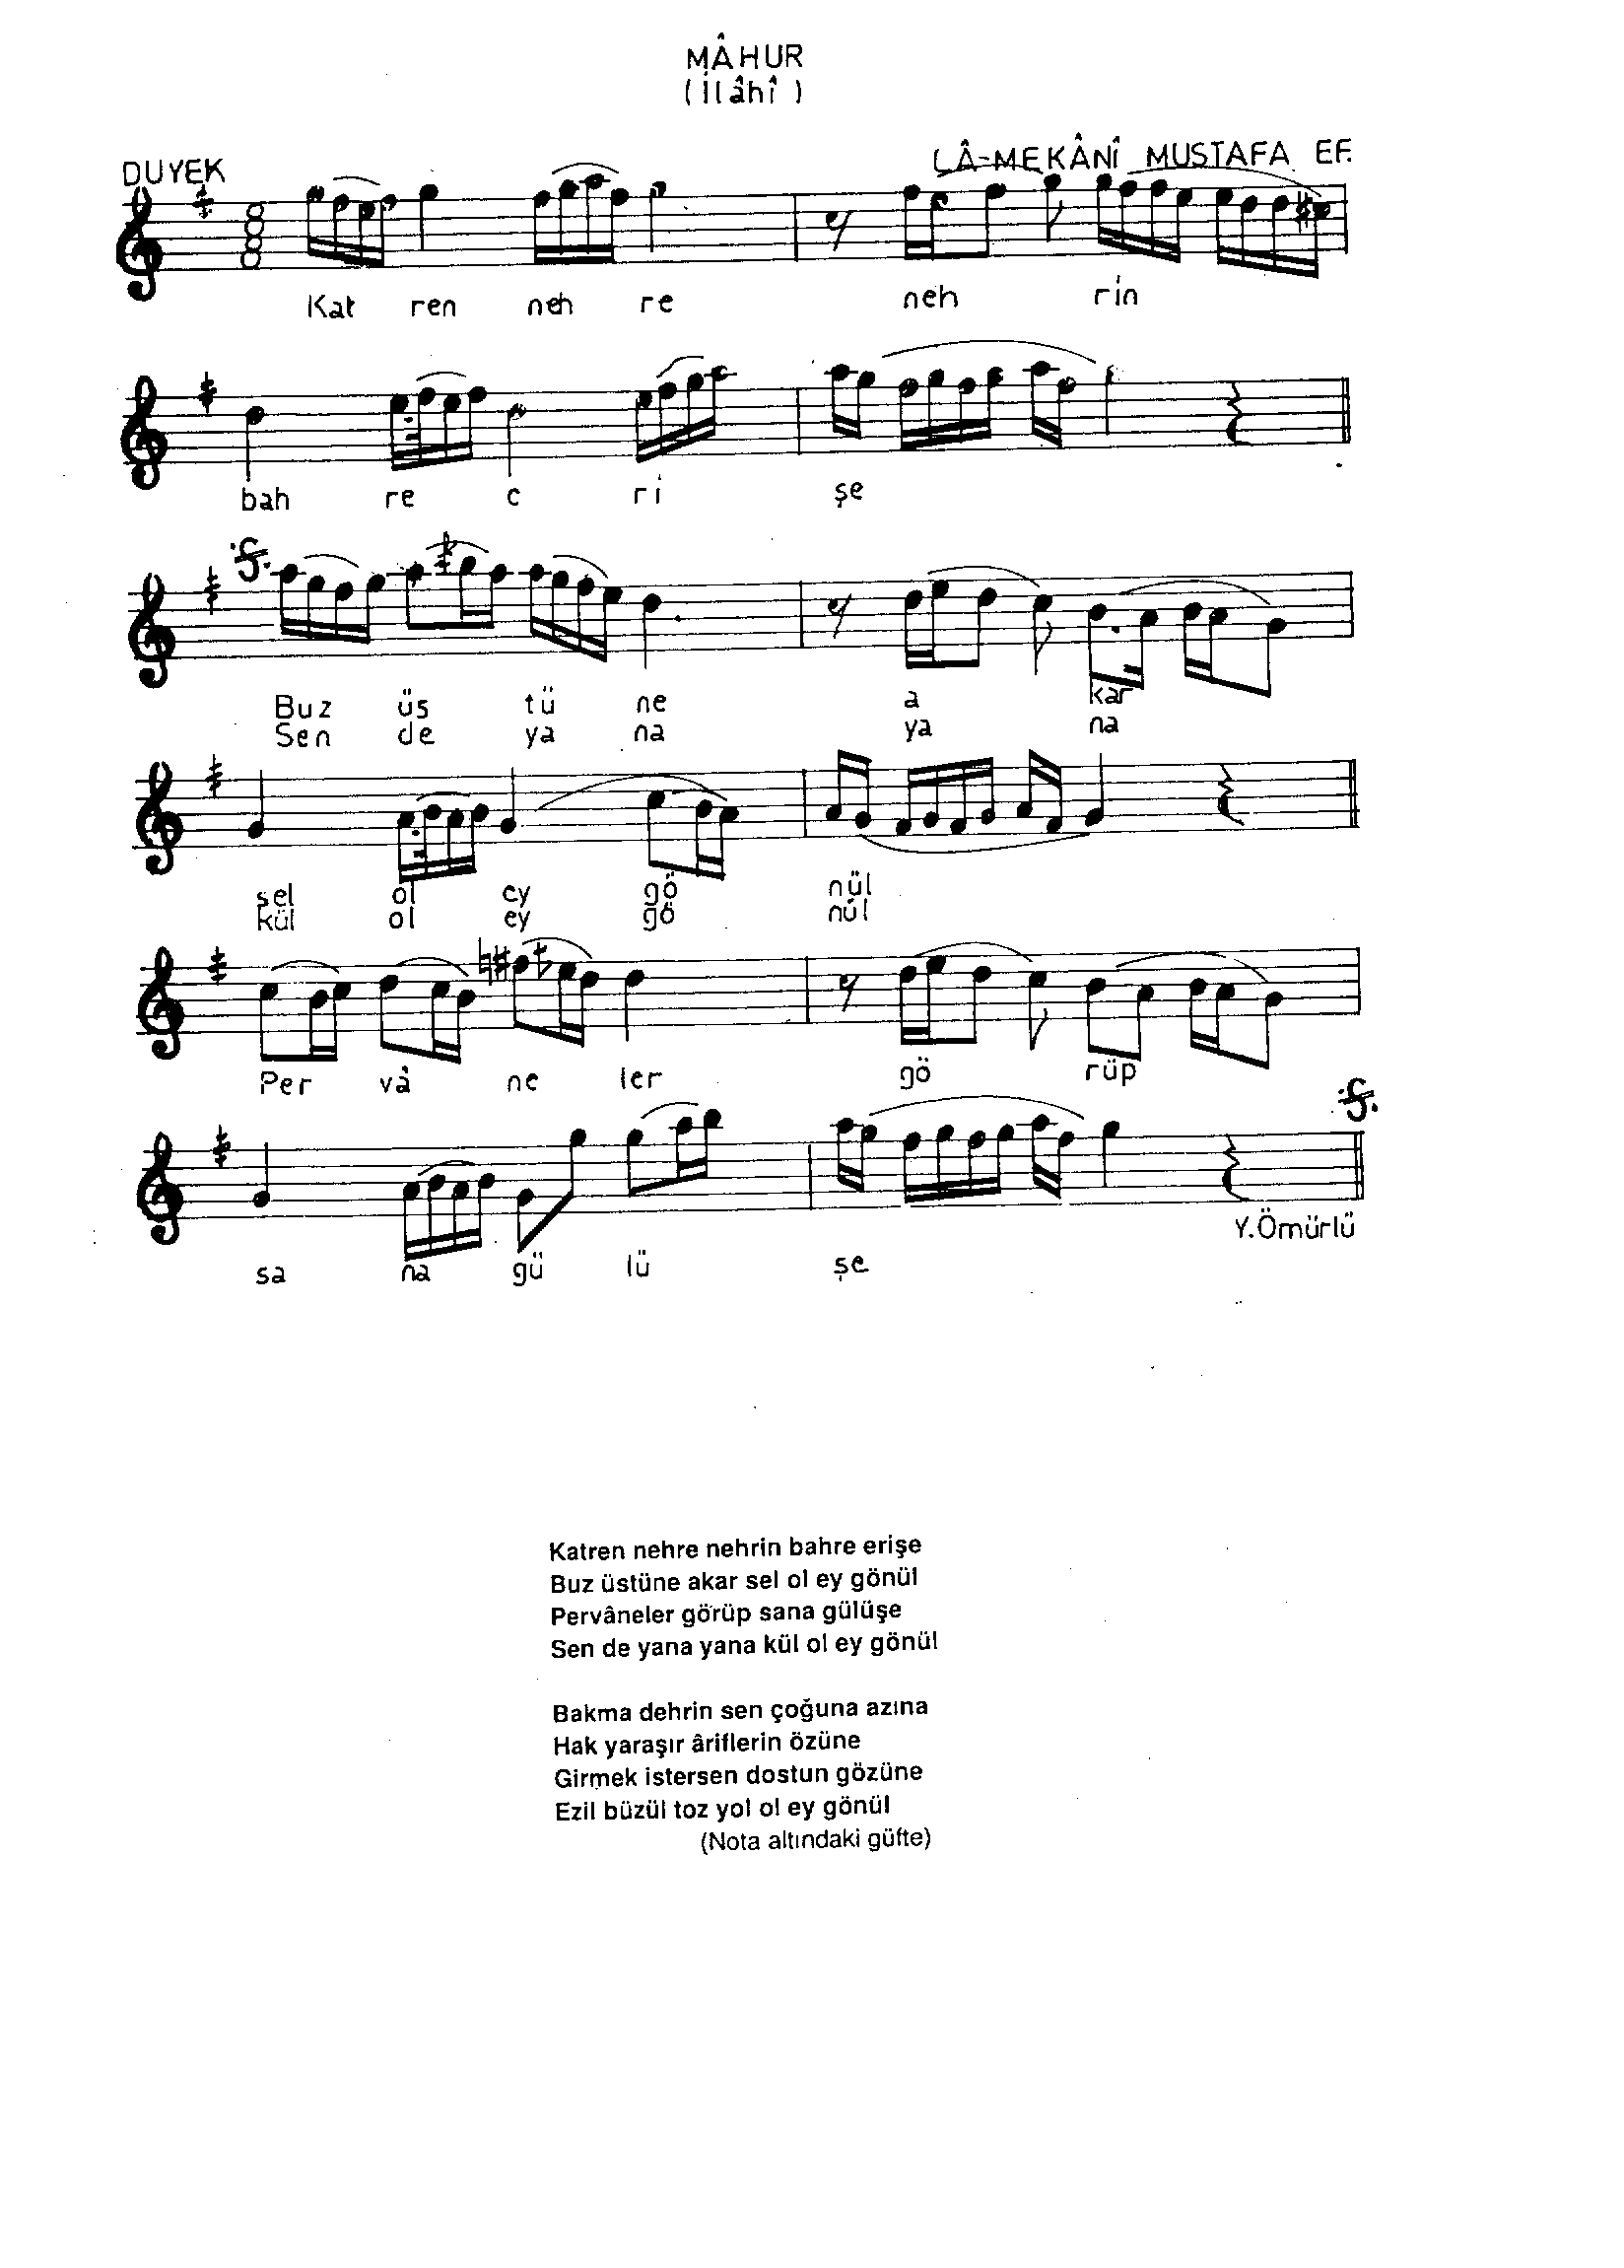 MÂHUR
(İlâhî)
DUYEK
LÂ-MEKÂNÎ MUSTAFA EF.
8
4
Kat ren neh re neh rin
bah re e ri şe
Buz üs tü ne a kar
Sen de ya na ya na
sel ol ey gö nül
kül ol ey gö nül
Per vâ ne ler gö rüp
sa na gü lü şe
Y.Ömürlü
Katren nehre nehrin bahre erişe
Buz üstüne akar sel ol ey gönül
Pervâneler görüp sana gülüşe
Sen de yana yana kül ol ey gönül
Bakma dehrin sen çoğuna azına
Hak yaraşır âriflerin özüne
Girmek istersen dostun gözüne
Ezil büzül toz yol ol ey gönül
(Nota altındaki güfte)